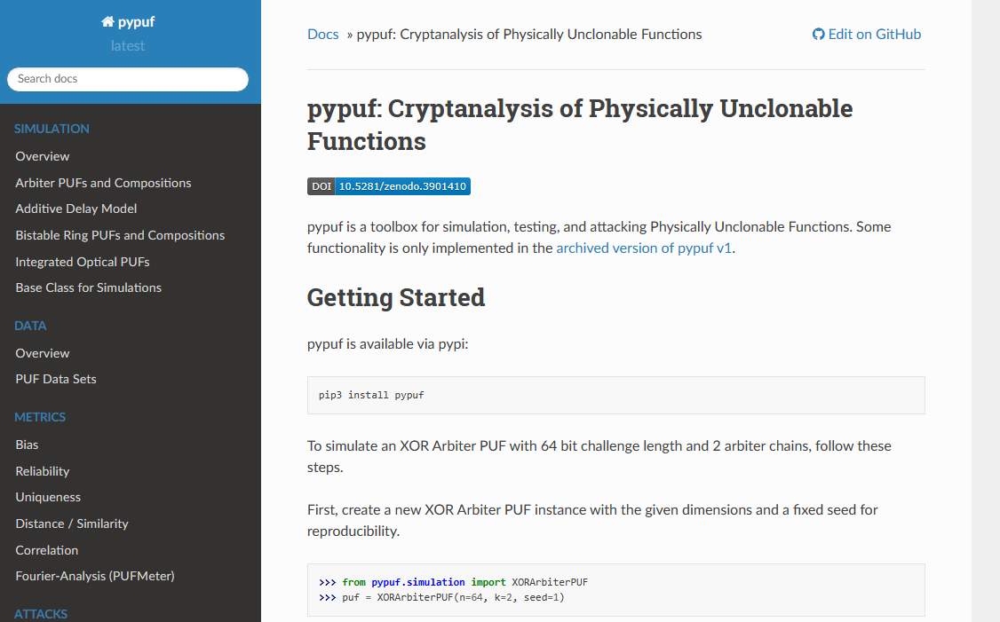 pypuf
latest
Search docs
SIMULATION
Overview
Arbiter PUFs and Compositions
Additive Delay Model
Bistable Ring PUFs and Compositions
Integrated Optical PUFs
Base Class for Simulations
DATA
Overview
PUF Data Sets
METRICS
Bias
Reliability
Uniqueness
Distance / Similarity
Correlation
Fourier-Analysis (PUFMeter)
ATTACKS
Docs » pypuf: Cryptanalysis of Physically Unclonable Functions
Edit on GitHub
pypuf: Cryptanalysis of Physically Unclonable
Functions
DOI 10.5281/zenodo.3901410
pypuf is a toolbox for simulation, testing, and attacking Physically Unclonable Functions. Some
functionality is only implemented in the archived version of pypuf v1.
Getting Started
pypuf is available via pypi:
pip3 install pypuf
To simulate an XOR Arbiter PUF with 64 bit challenge length and 2 arbiter chains, follow these
steps.
First, create a new XOR Arbiter PUF instance with the given dimensions and a fixed seed for
reproducibility.
>>> from pypuf.simulation import XORArbiterPUF
>>> puf = XORArbiterPUF(n=64, k=2, seed=1)